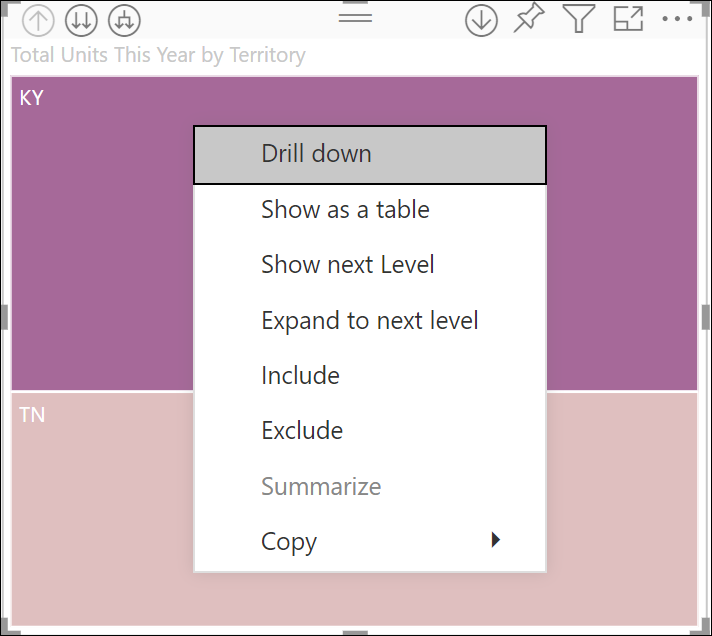 Total Units This Year by Territory
KY
Drill down
Show as a table
Show next Level
Expand to next level
Include
Exclude
TN
Summarize
Copy